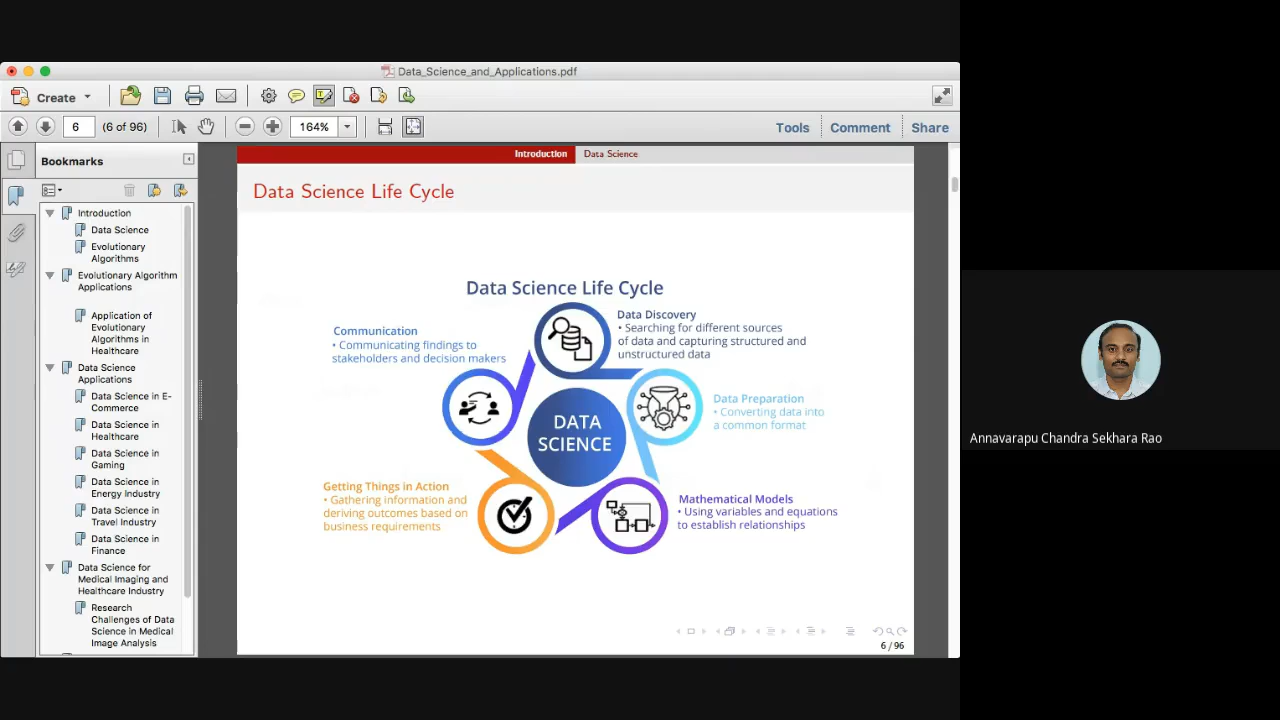 Data_Science_and_Applications.pdf
Create
6
(6 of 96)
164%
Tools
Comment
Share
Bookmarks
Introduction
Data Science
Evolutionary
Algorithms
Evolutionary Algorithm
Applications
Application of
Evolutionary
Algorithms in
Healthcare
Data Science
Applications
Data Science in E-
Commerce
Data Science in
Healthcare
Data Science in
Gaming
Data Science in
Energy Industry
Data Science in
Travel Industry
Data Science in
Finance
Data Science for
Medical Imaging and
Healthcare Industry
Research
Challenges of Data
Science in Medical
Image Analysis
Introduction
Data Science
Data Science Life Cycle
Data Science Life Cycle
Data Discovery
• Searching for different sources
of data and capturing structured and
unstructured data
Communication
• Communicating findings to
stakeholders and decision makers
Data Preparation
• Converting data into
a common format
DATA
SCIENCE
Getting Things in Action
• Gathering information and
deriving outcomes based on
business requirements
Mathematical Models
• Using variables and equations
to establish relationships
6 / 96
Annavarapu Chandra Sekhara Rao